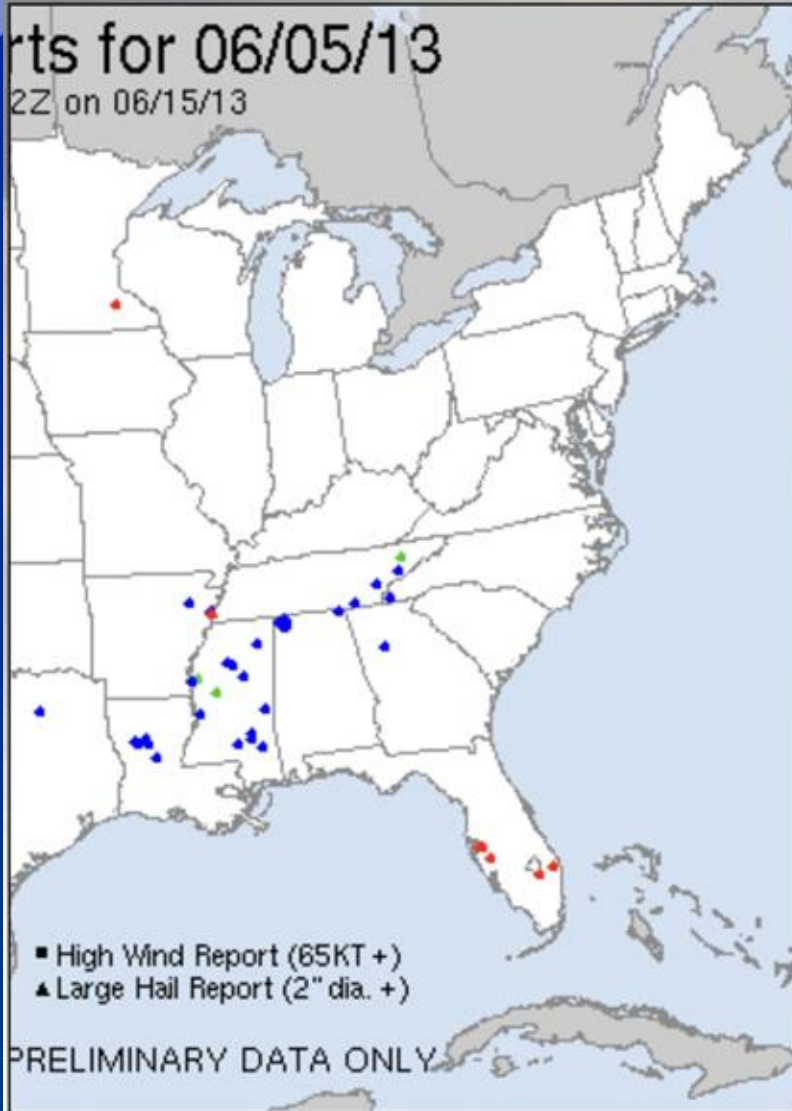 rts for 06/05/13
2Z on 06/15/13
High Wind Report (65KT +)
Large Hail Report (2" dia. +)
PRELIMINARY DATA ONLY